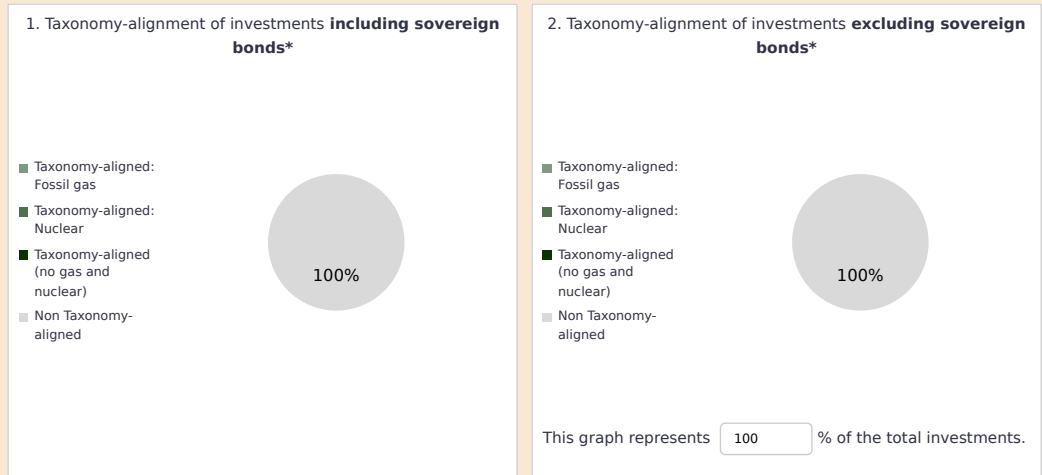 1. Taxonomy-alignment of investments including sovereign
bonds*
Taxonomy-aligned:
Fossil gas
Taxonomy-aligned:
Nuclear
Taxonomy-aligned
(no gas and
nuclear)
Non Taxonomy-
aligned
100%
2. Taxonomy-alignment of investments excluding sovereign
bonds*
Taxonomy-aligned:
Fossil gas
Taxonomy-aligned:
Nuclear
Taxonomy-aligned
(no gas and
nuclear)
Non Taxonomy-
aligned
100%
This graph represents 100 % of the total investments.